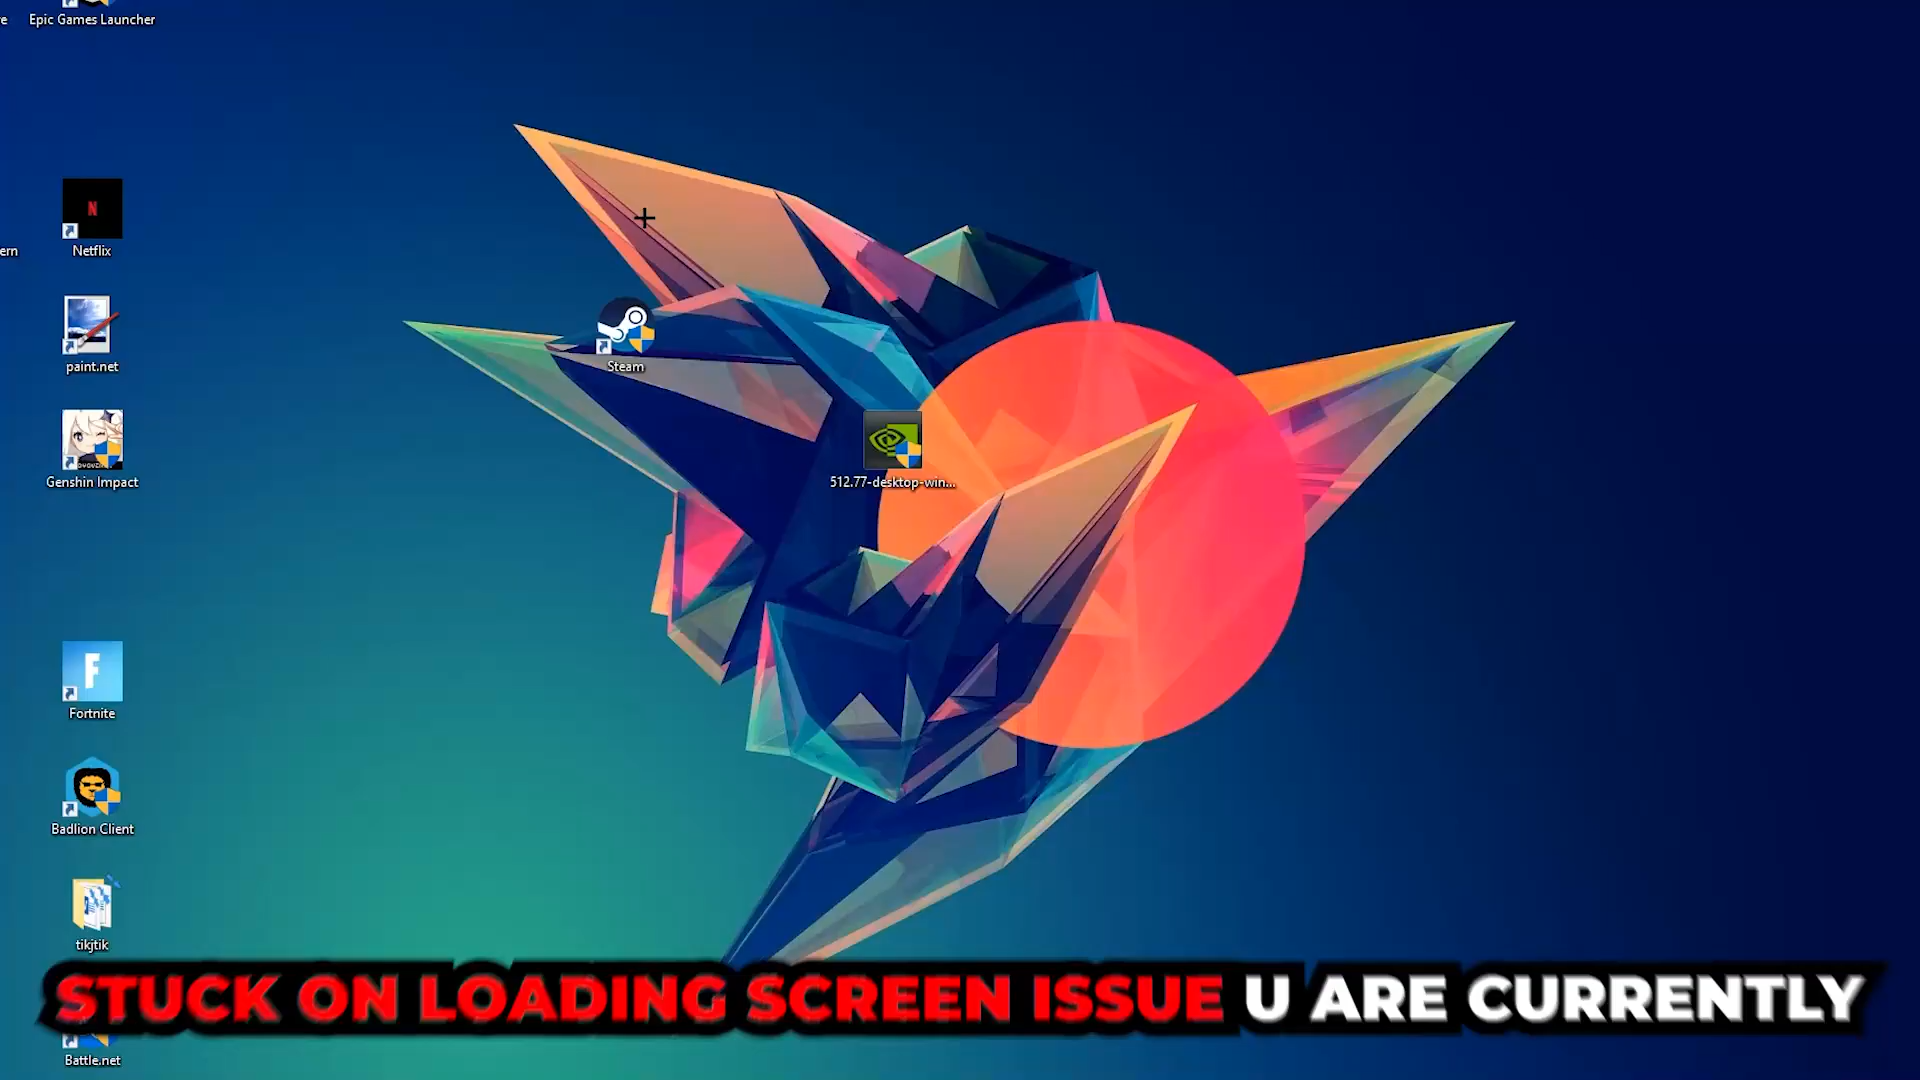 Epic Games Launcher
Netflix
ern
paint.net
Steam
Genshin Impact
512.77-desktop-win...
Fortnite
Badlion Client
tikjtik
STUCK ON LOADING SCREEN ISSUE U ARE CURRENTLY
Battle.net